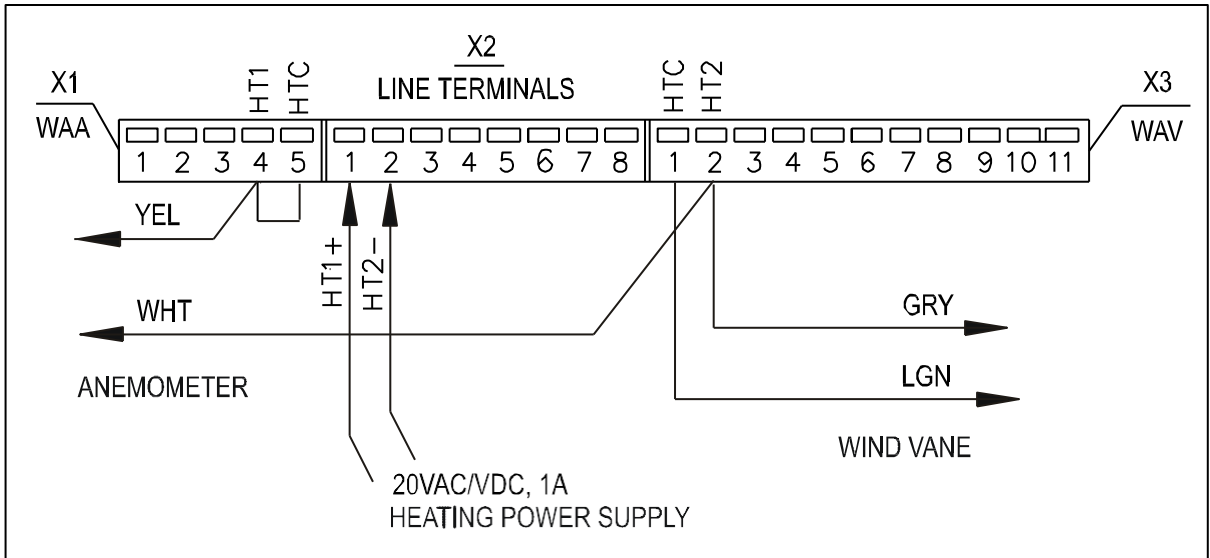 X2
LINE TERMINALS
X1
WAA
HT1
HTC
HTC
HT2
X3
WAV
1 2 3 4 5 1 2 3 4 5 6 7 8 1 2 3 4 5 6 7 8 9 10 11
YEL
HT1+
HT2-
WHT
GRY
ANEMOMETER
LGN
WIND VANE
20VAC/VDC, 1A
HEATING POWER SUPPLY